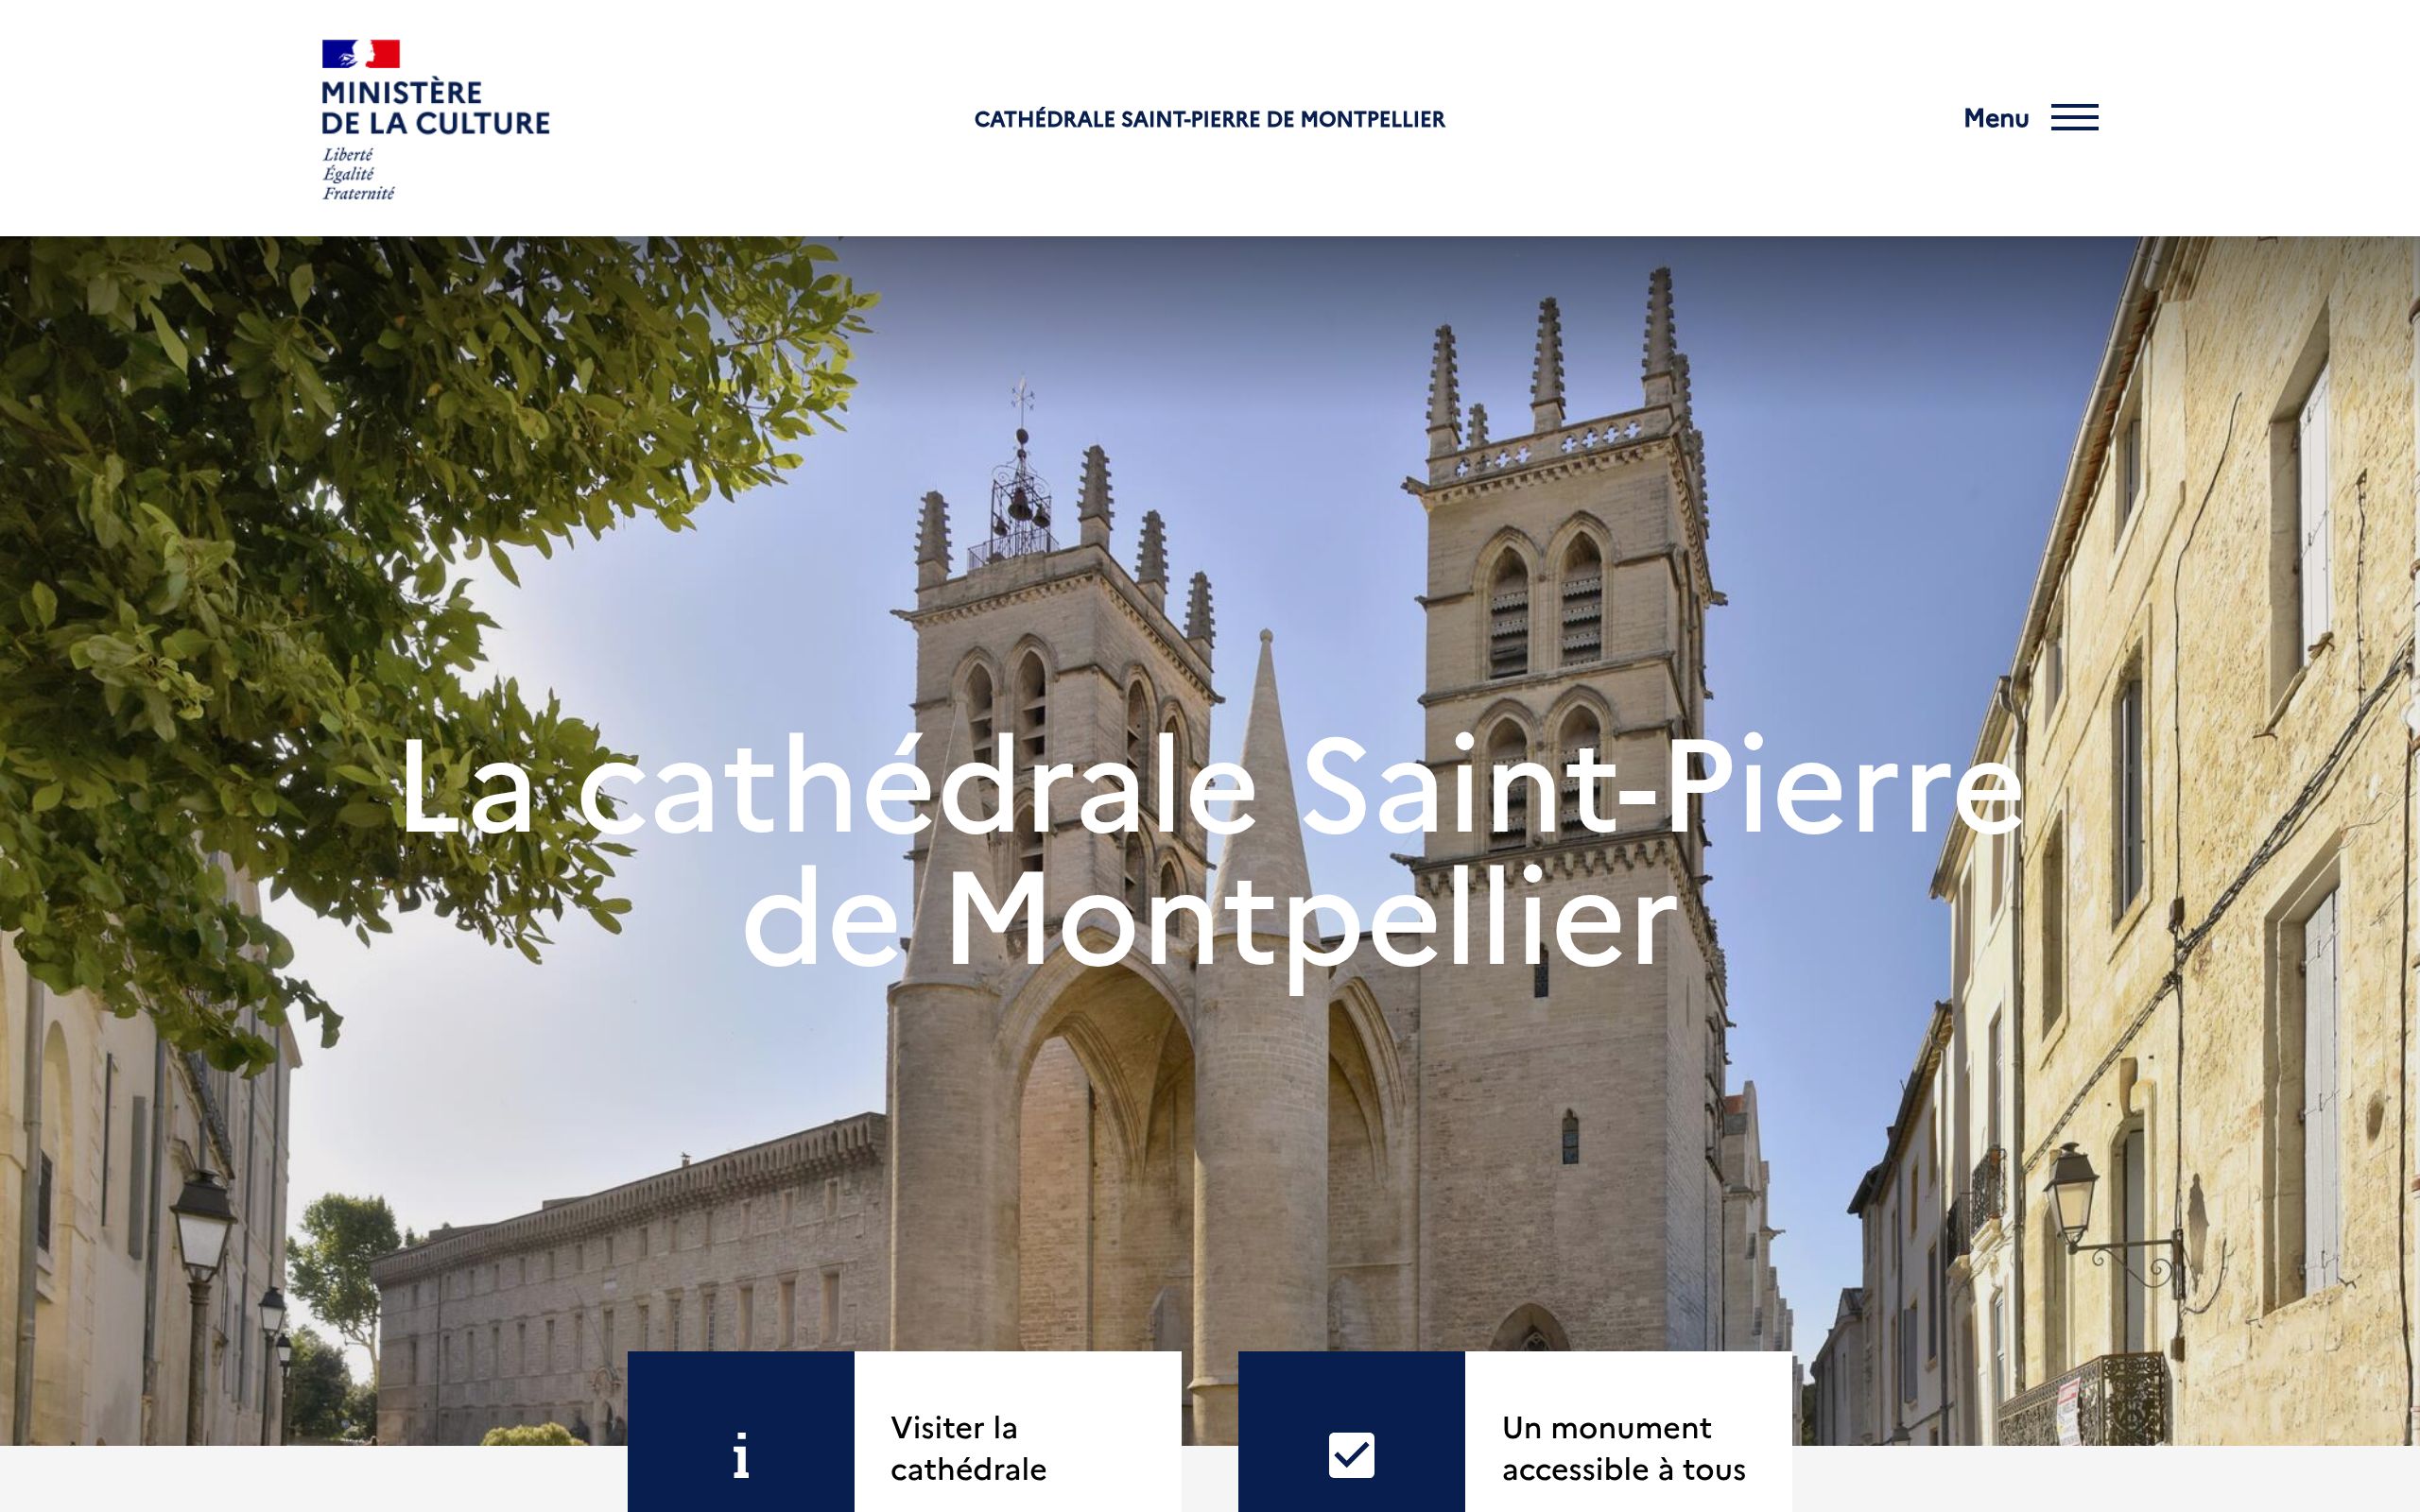 MINISTÈRE
DE LA CULTURE
Liberté
Égalité
Fraternité
CATHÉDRALE SAINT-PIERRE DE MONTPELLIER
Menu
La cathédrale Saint-Pierre
de Montpellier
Visiter la
cathédrale
Un monument
accessible à tous